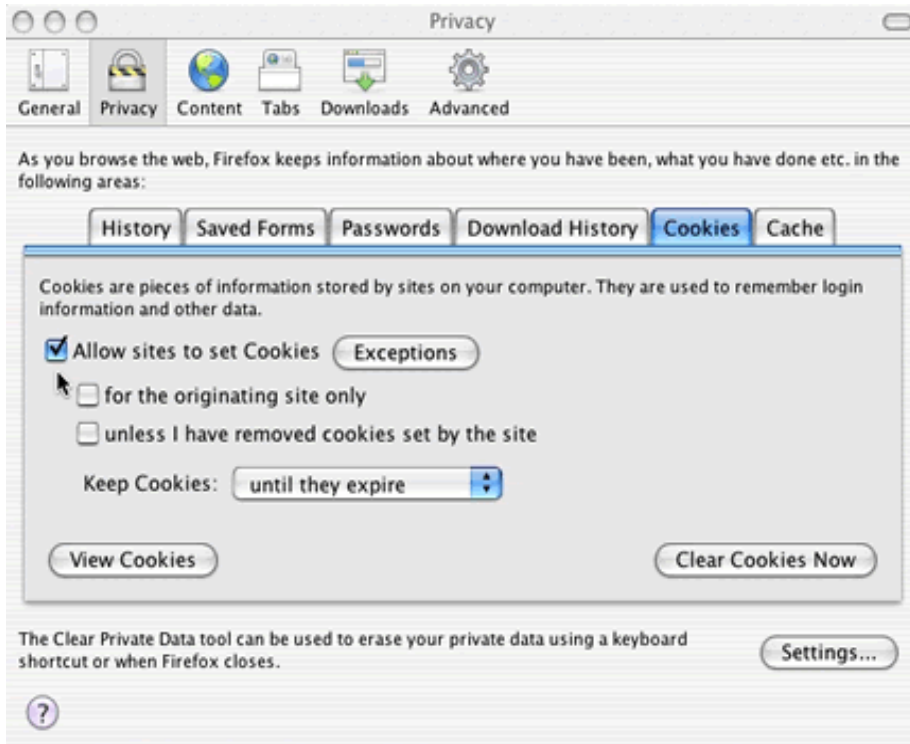 Privacy
General Privacy Content Tabs Downloads Advanced
As you browse the web, Firefox keeps information about where you have been, what you have done etc. in the
following areas:
History Saved Forms Passwords Download History Cookies Cache
Cookies are pieces of information stored by sites on your computer. They are used to remember login
information and other data.
Allow sites to set Cookies Exceptions
for the originating site only
unless I have removed cookies set by the site
Keep Cookies: until they expire
View Cookies Clear Cookies Now
The Clear Private Data tool can be used to erase your private data using a keyboard
shortcut or when Firefox closes.
Settings...
?